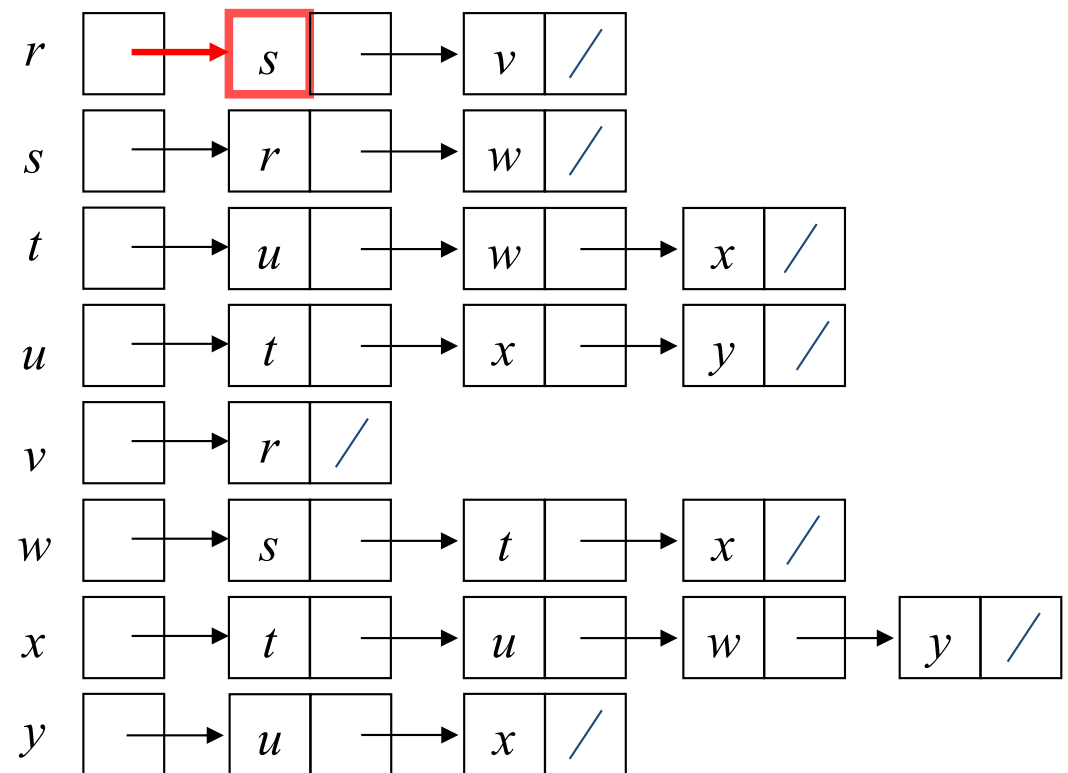 r s v
s r w
t u w x
u t x y
v r
w s t x
x t u w y
y u x